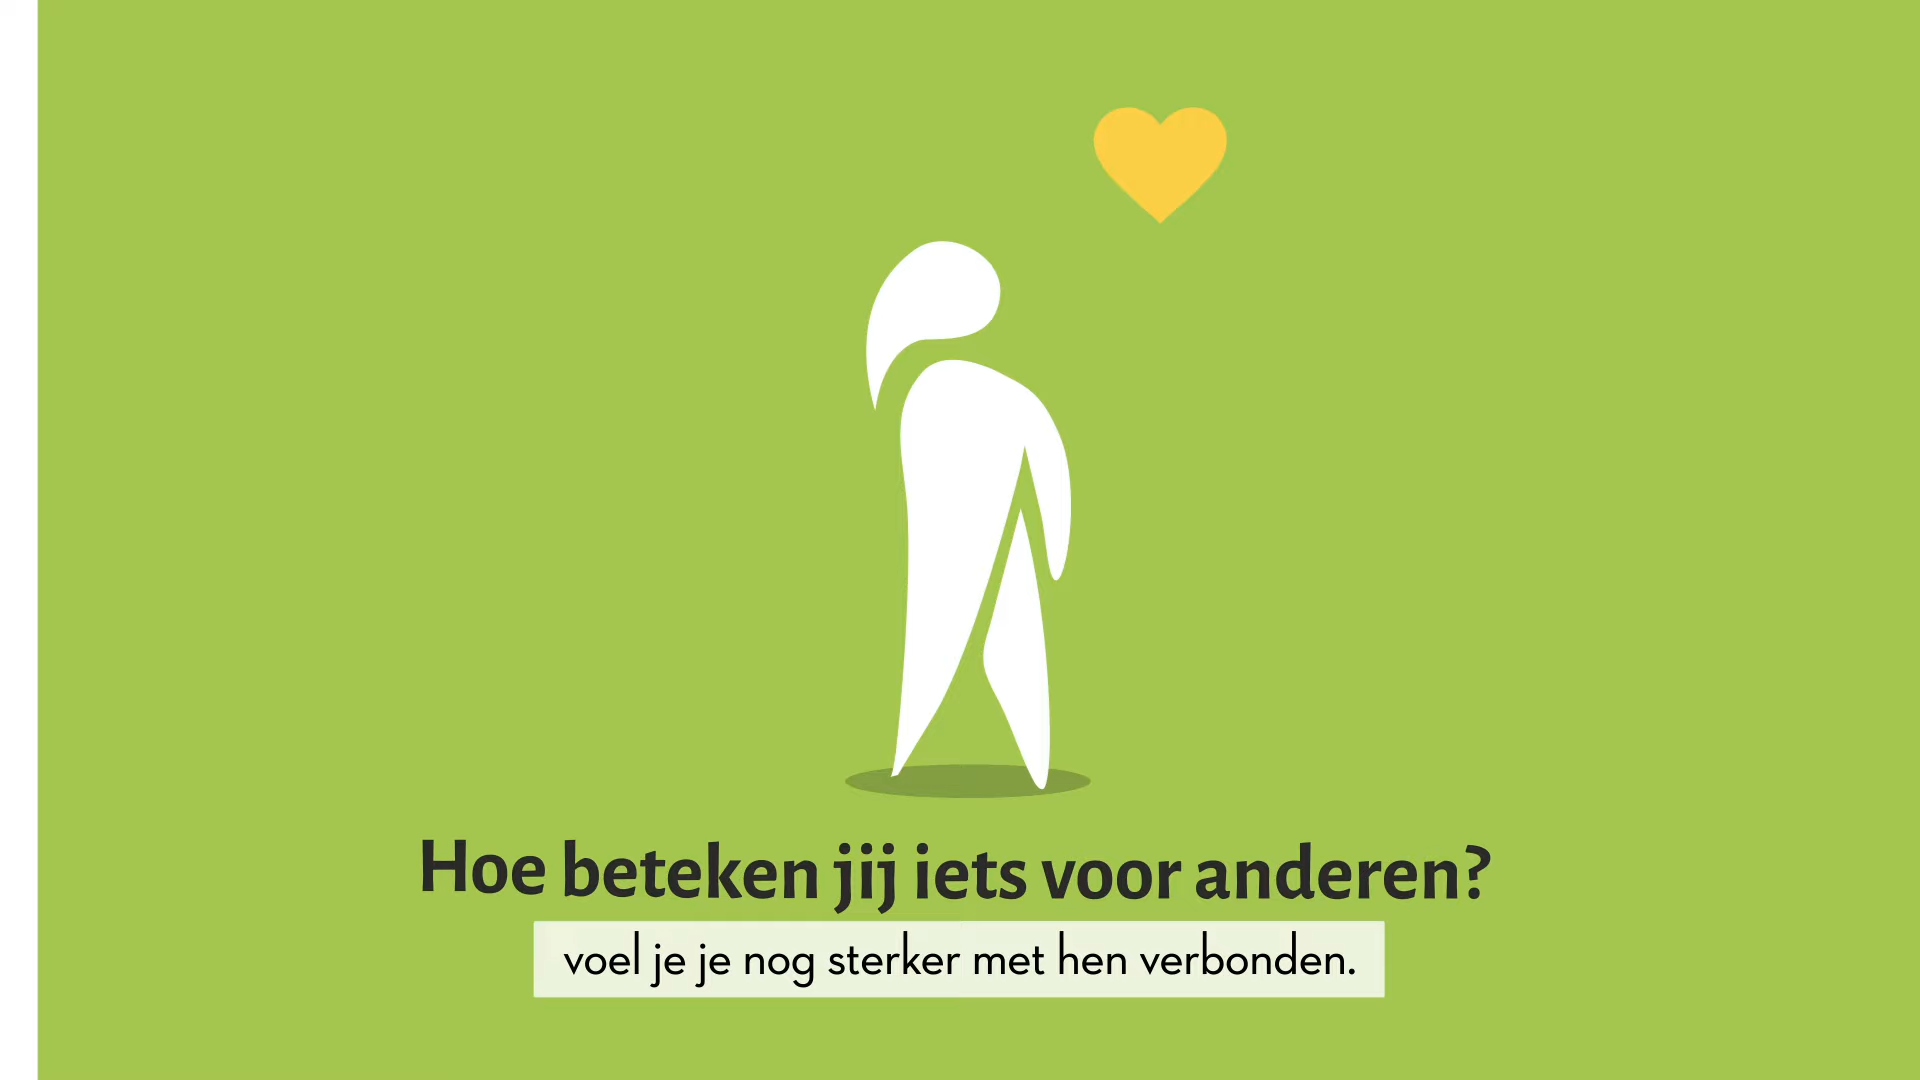 Hoe beteken jij iets voor anderen?
voel je je nog sterker met hen verbonden.